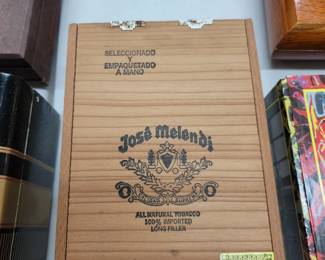 SELECCIONADO
Y
EMPAQUETADO
A MANO
José Melendi
ALL NATURAL TOBACCO
100% IMPORTED
LONG FILLER